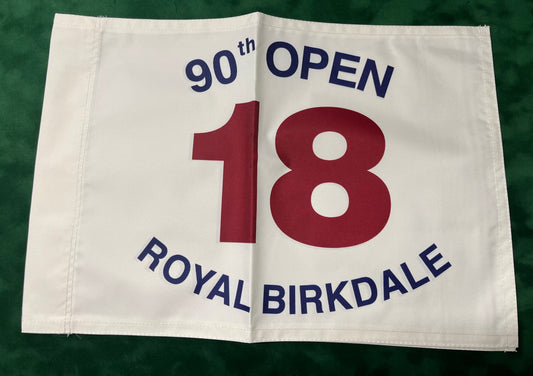 90th OPEN
18
ROYAL BIRKDALE